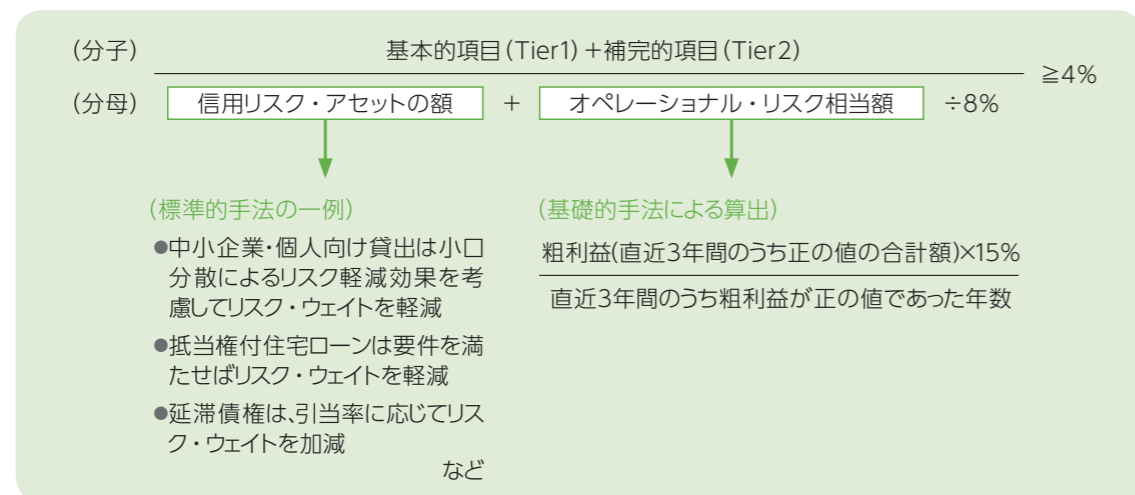 (分子) 基本的項目(Tier1)+補完的項目(Tier2)
≧4%
(分母) 信用リスク・アセットの額 + オペレーショナル・リスク相当額 ÷8%
(標準的手法の一例)
●中小企業・個人向け貸出は小口
分散によるリスク軽減効果を考
慮してリスク・ウェイトを軽減
●抵当権付住宅ローンは要件を満
たせばリスク・ウェイトを軽減
●延滞債権は、引当率に応じてリス
ク・ウェイトを加減
など
(基礎的手法による算出)
粗利益(直近3年間のうち正の値の合計額)×15%
直近3年間のうち粗利益が正の値であった年数